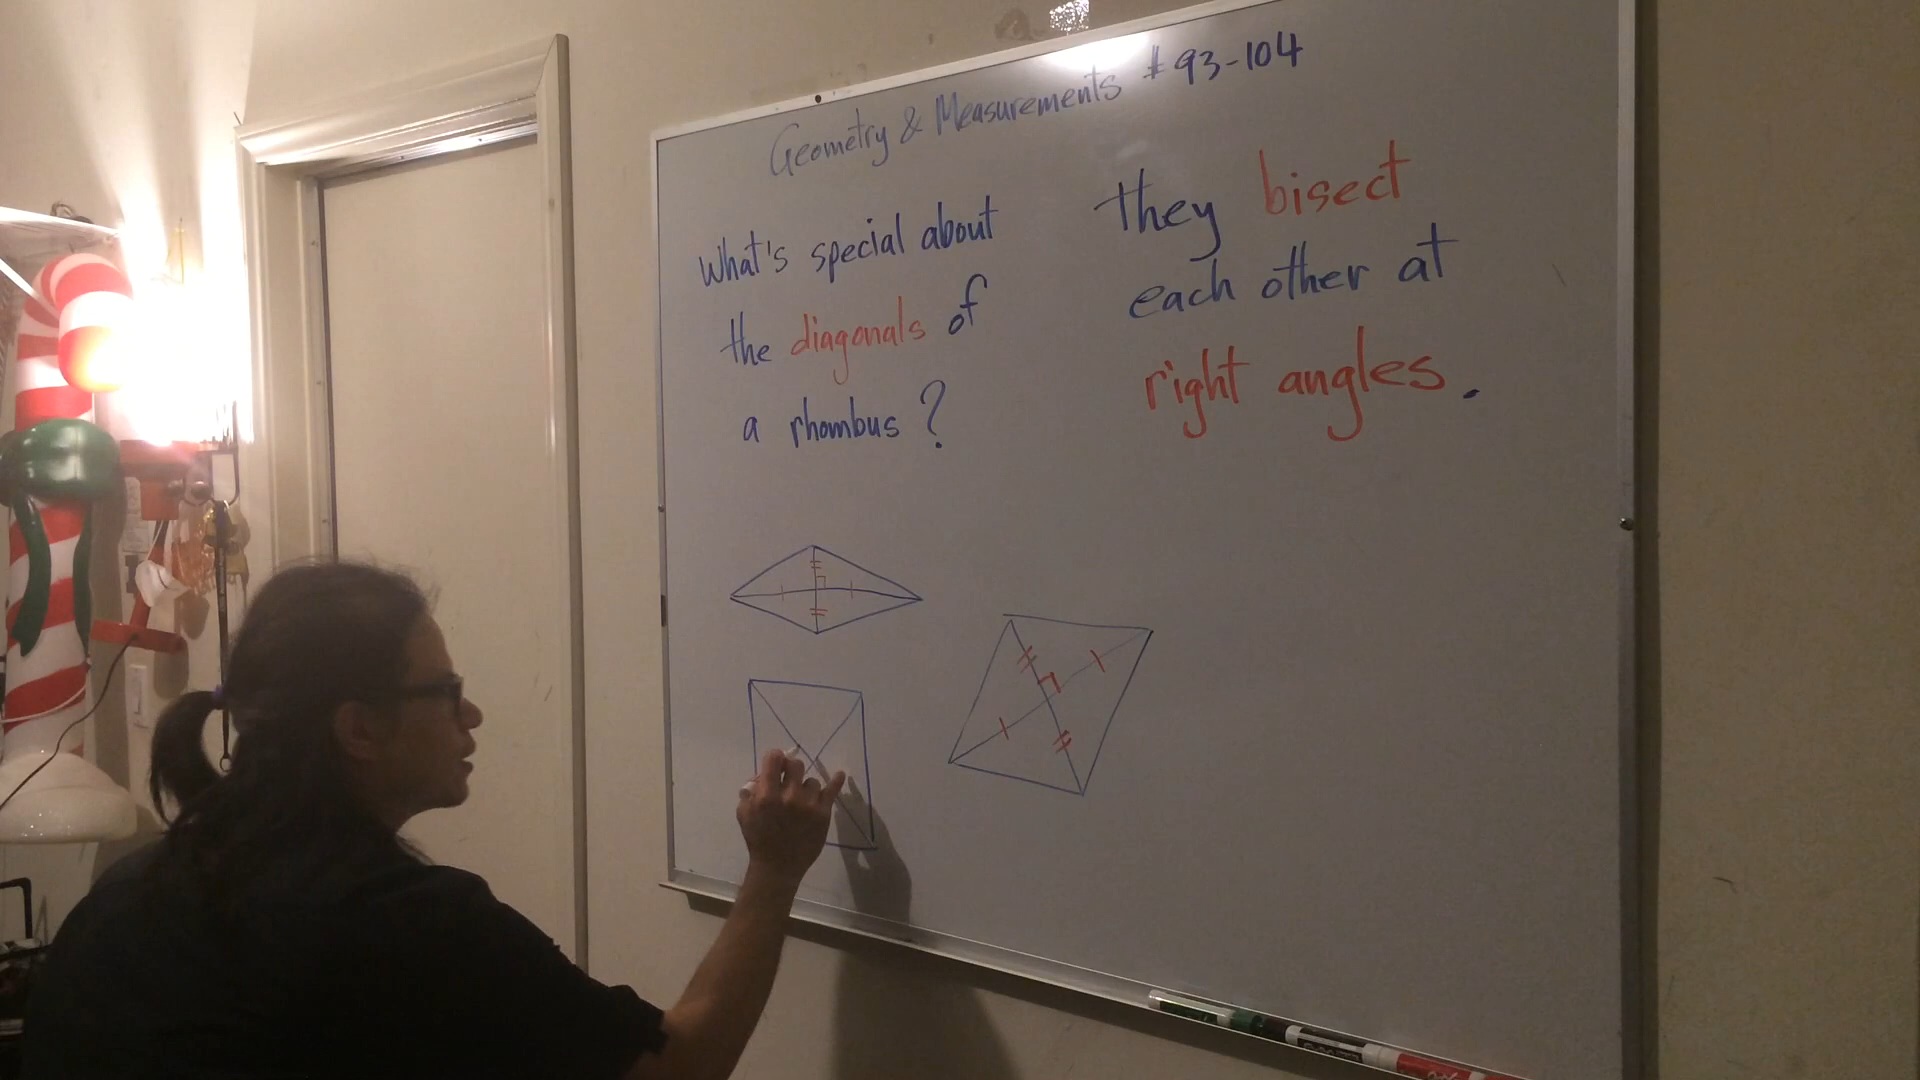 Geometry & Measurements # 93-104
What's special about
the diagonals of
a rhombus?
they bisect
each other at
right angles.